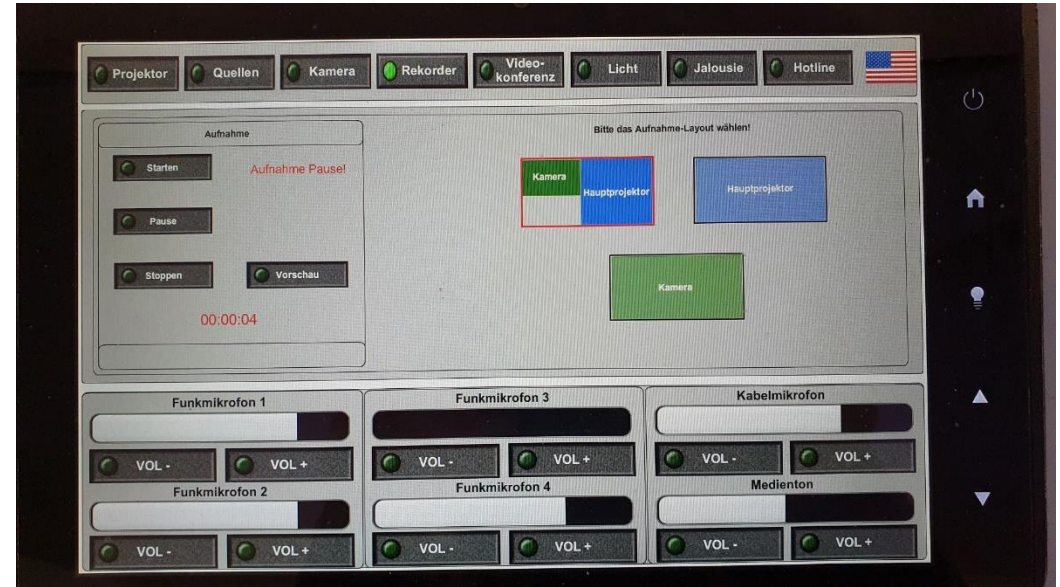 Projektor
Quellen
Kamera
Rekorder
Video-
konferenz
Licht
Jalousie
Hotline
Aufnahme
Starten
Aufnahme Pause!
Pause
Stoppen
Vorschau
00:00:04
Bitte das Aufnahme-Layout wählen!
Kamera
Hauptprojektor
Hauptprojektor
Kamera
Funkmikrofon 1
VOL -
VOL +
Funkmikrofon 2
VOL -
VOL +
Funkmikrofon 3
VOL -
VOL +
Funkmikrofon 4
VOL -
VOL +
Kabelmikrofon
VOL -
VOL +
Medienton
VOL -
VOL +